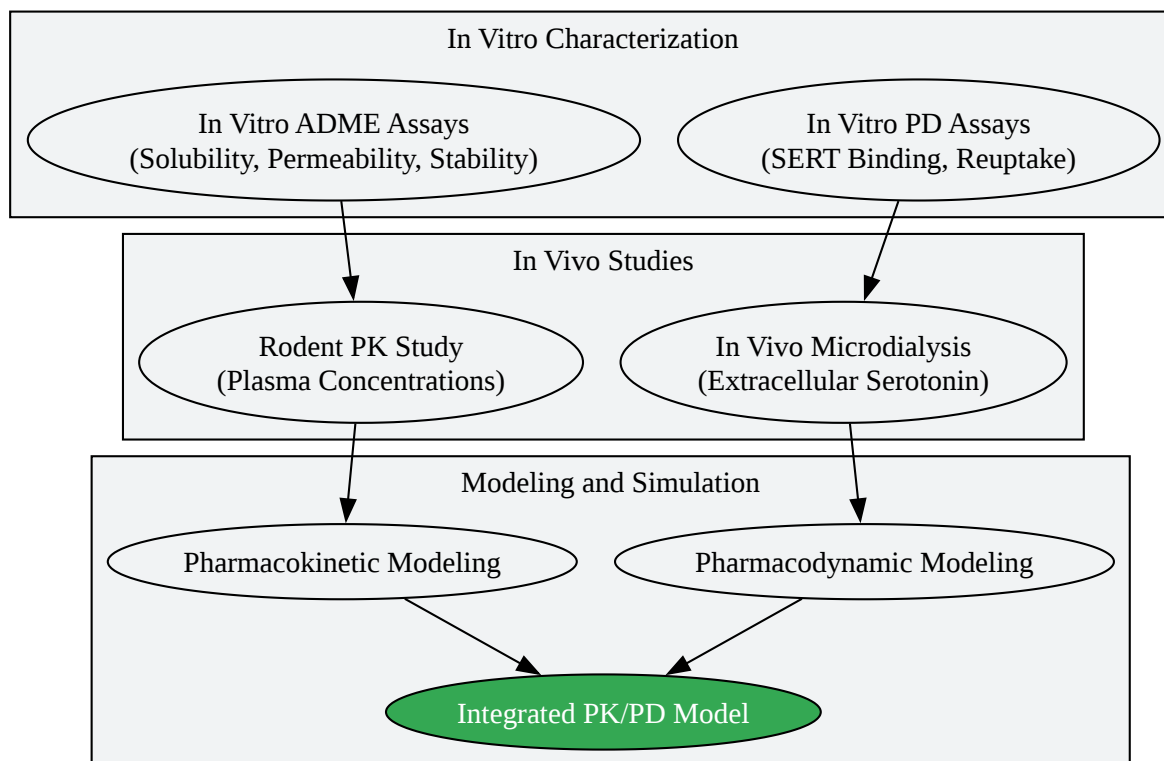 In Vitro Characterization
In Vitro ADME Assays
(Solubility, Permeability, Stability)
In Vitro PD Assays
(SERT Binding, Reuptake)
In Vivo Studies
Rodent PK Study
(Plasma Concentrations)
In Vivo Microdialysis
(Extracellular Serotonin)
Modeling and Simulation
Pharmacokinetic Modeling
Pharmacodynamic Modeling
Integrated PK/PD Model